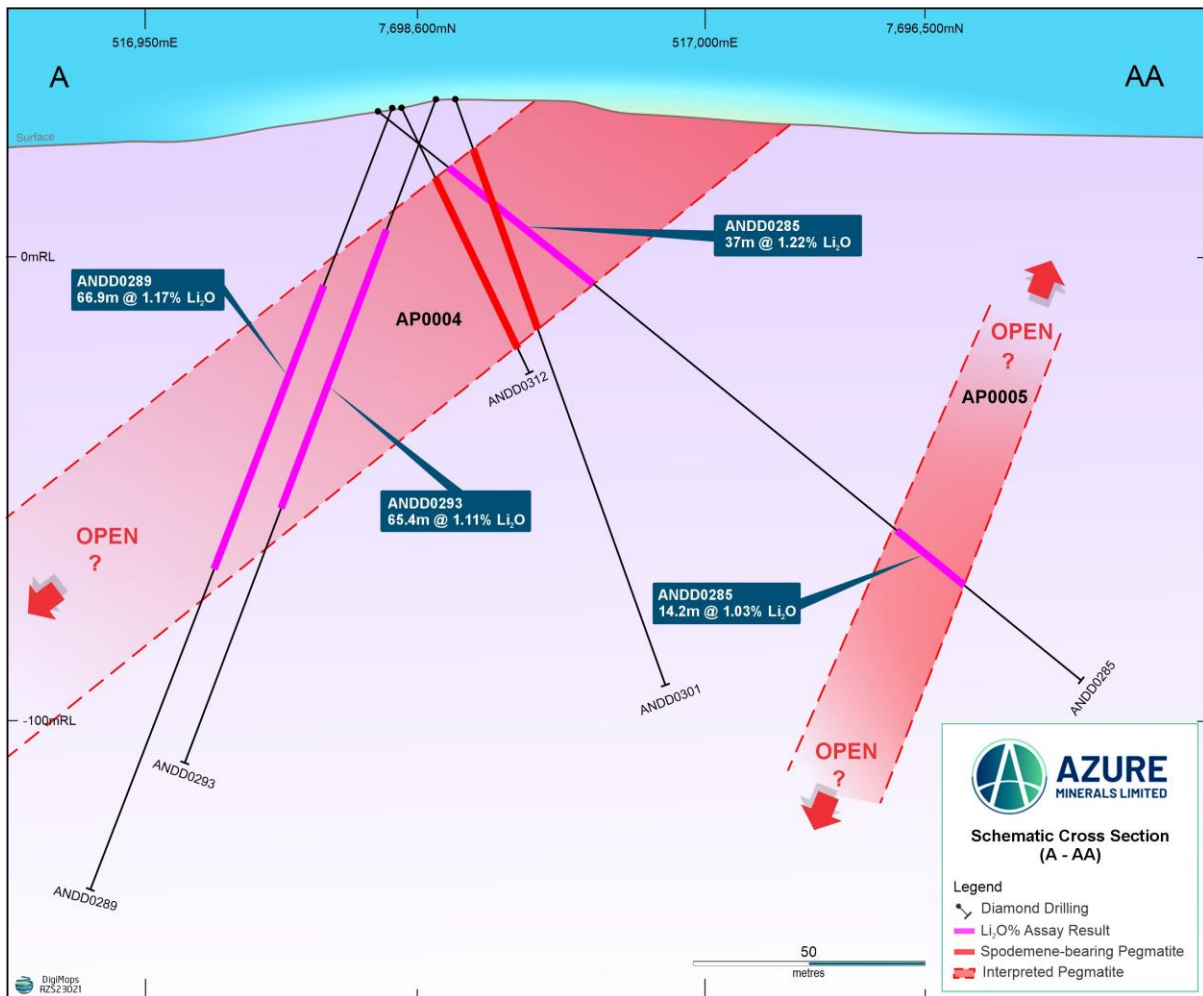 516,950mE
7,698,600mN
517,000mE
7,696,500mN
A
AA
Surface
0mRL
ANDD0285
37m @ 1.22% Li₂O
ANDD0289
66.9m @ 1.17% Li₂O
AP0004
OPEN
?
AP0005
ANDD0312
ANDD0293
65.4m @ 1.11% Li₂O
OPEN
?
ANDD0285
14.2m @ 1.03% Li₂O
ANDD0301
ANDD0285
-100mRL
ANDD0293
OPEN
?
ANDD0289
AZURE
MINERALS LIMITED
Schematic Cross Section
(A - AA)
Legend
Diamond Drilling
Li₂O% Assay Result
Spodemene-bearing Pegmatite
Interpreted Pegmatite
50
metres
DigiMaps
AZS23021